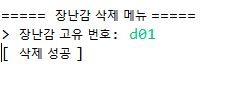 ===== 장난감 삭제 메뉴 =====
> 장난감 고유 번호: d01
[ 삭제 성공 ]